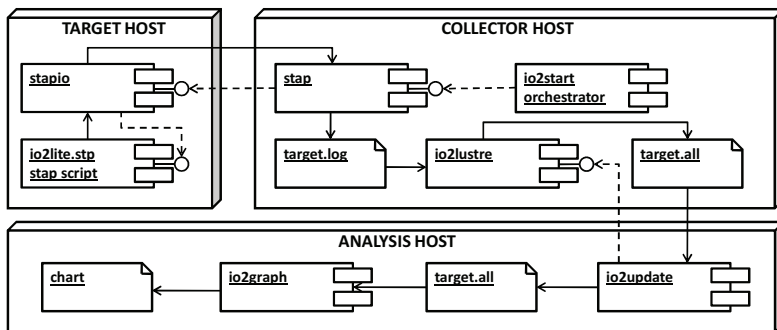 TARGET HOST
COLLECTOR HOST
stapio
stap
io2start
orchestrator
io2lite.stp
stap script
target.log
io2lustre
target.all
ANALYSIS HOST
chart
io2graph
target.all
io2update